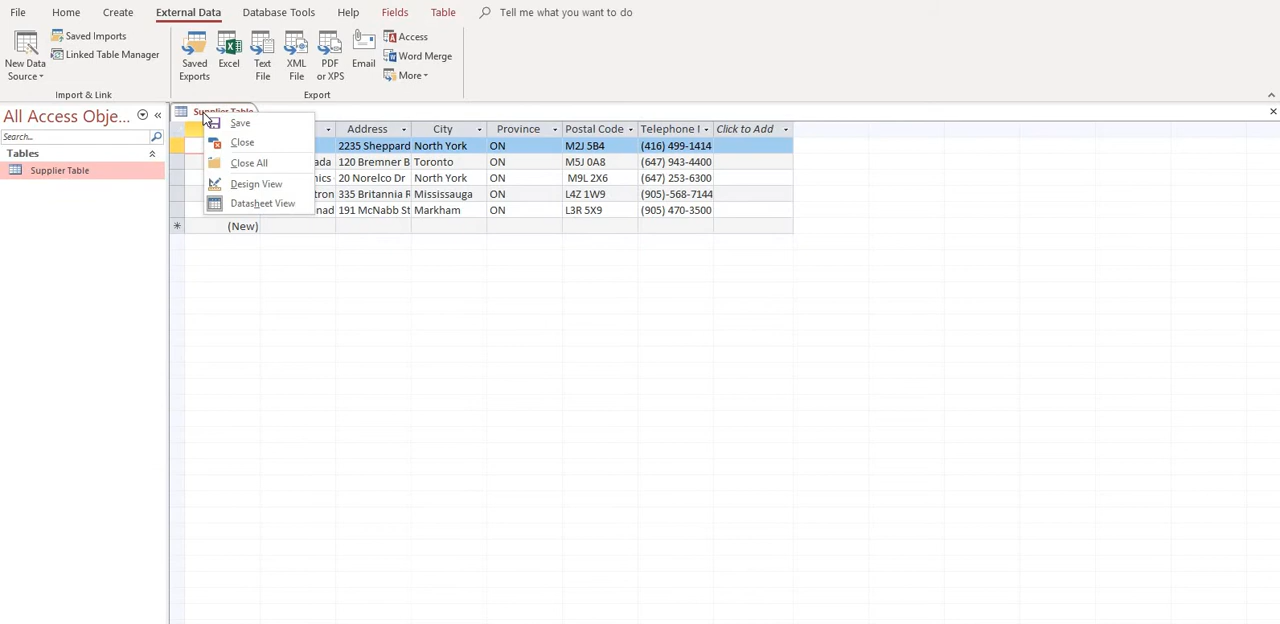 File Home Create External Data Database Tools Help Fields Table Tell me what you want to do
New Data Source
Saved Imports
Linked Table Manager
Saved Exports
Excel
Text File
XML File
PDF or XPS
Email
Access
Word Merge
More
Import & Link
Export
All Access Obje...
Search...
Tables
Supplier Table
Supplier Table
Save
Close
Close All
Design View
Datasheet View
Address City Province Postal Code Telephone Click to Add
2235 Sheppard North York ON M2J 5B4 (416) 499-1414
ada 120 Bremner B Toronto ON M5J 0A8 (647) 943-4400
nics 20 Norelco Dr North York ON M9L 2X6 (647) 253-6300
tron 335 Britannia R Mississauga ON L4Z 1W9 (905)-568-7144
nad 191 McNabb St Markham ON L3R 5X9 (905) 470-3500
(New)